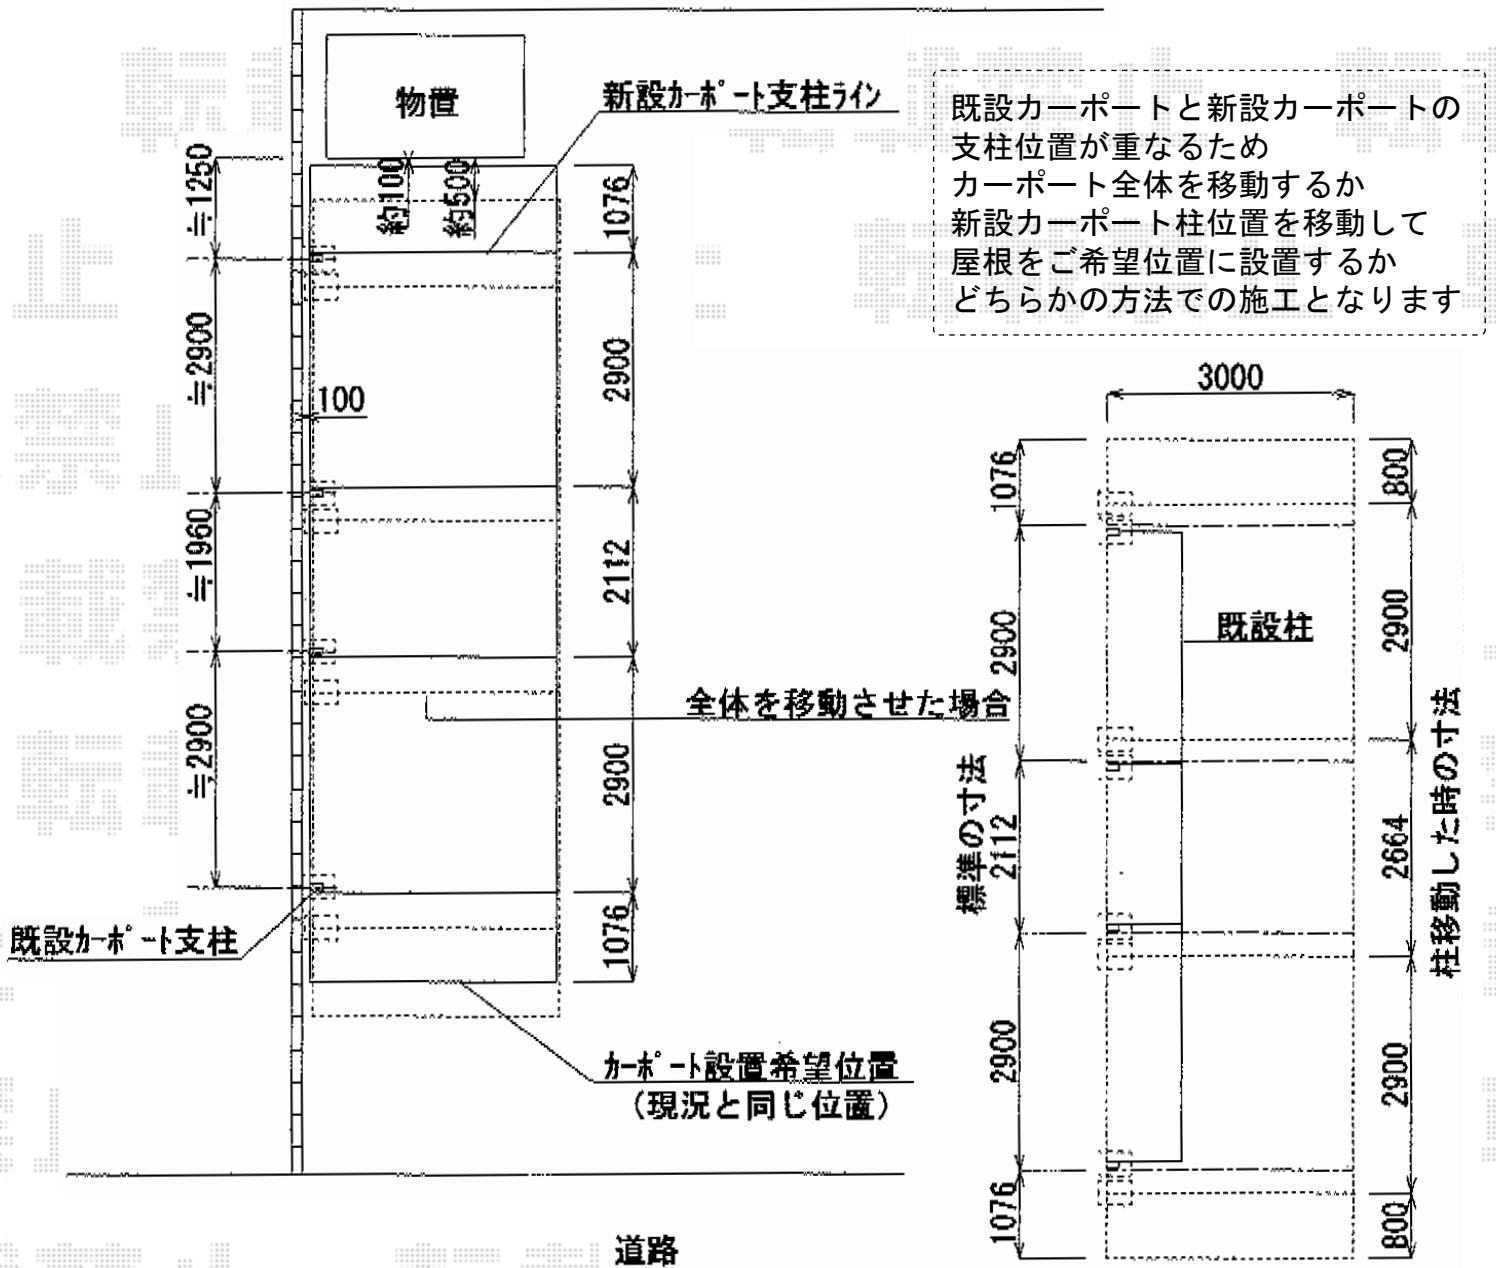 物置
新設カーポート支柱ライン
既設カーポートと新設カーポートの
支柱位置が重なるため
カーポート全体を移動するか
新設カーポート柱位置を移動して
屋根をご希望位置に設置するか
どちらかの方法での施工となります
≒1250
約100
約500
1076
≒2900
2900
100
≒1960
2112
≒2900
2900
1076
全体を移動させた場合
既設カーポート支柱
カーポート設置希望位置
(現況と同じ位置)
道路
3000
1076
800
2900
2900
既設柱
標準の寸法
2112
2664
柱移動した時の寸法
2900
2900
1076
800